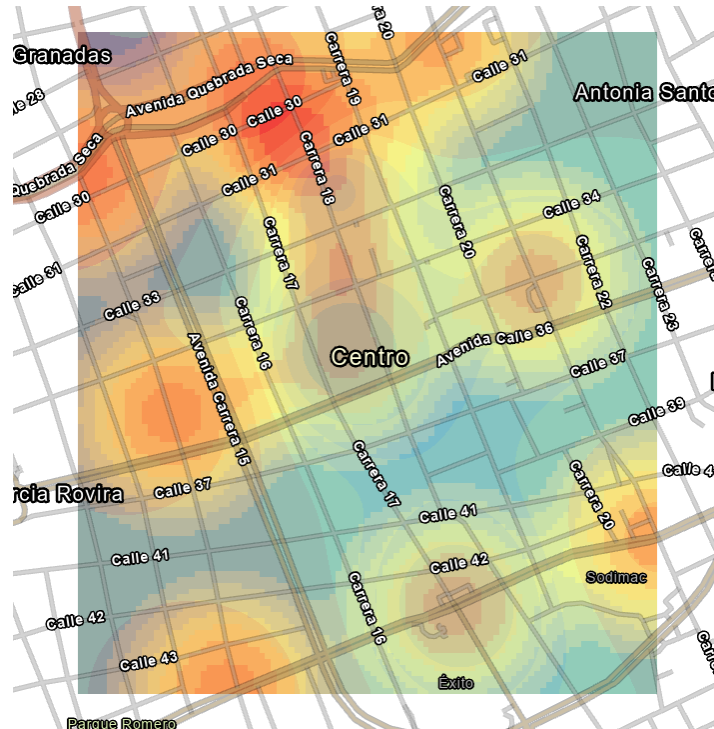 ra 20
Granadas
Carrera 19
Avenida Quebrada Seca
Calle 31
Antonia Santo
le 28
Calle 30
Calle 30
Calle 31
Quebrada Seca
Carrera 18
Calle 30
Calle 31
Carrera 20
Calle 34
Carrera 17
Carrera 22
Carrera
Carrera 23
Calle 31
Calle 33
Carrera 16
Avenida Carrera 15
Centro
Avenida Calle 36
Calle 37
Calle 39
Carrera 17
Calle 4
rcia Rovira
Calle 37
Carrera 20
Calle 41
Calle 41
Calle 42
Sodimac
Carrera 16
Calle 42
Carre
Calle 43
Éxito
Parque Romero